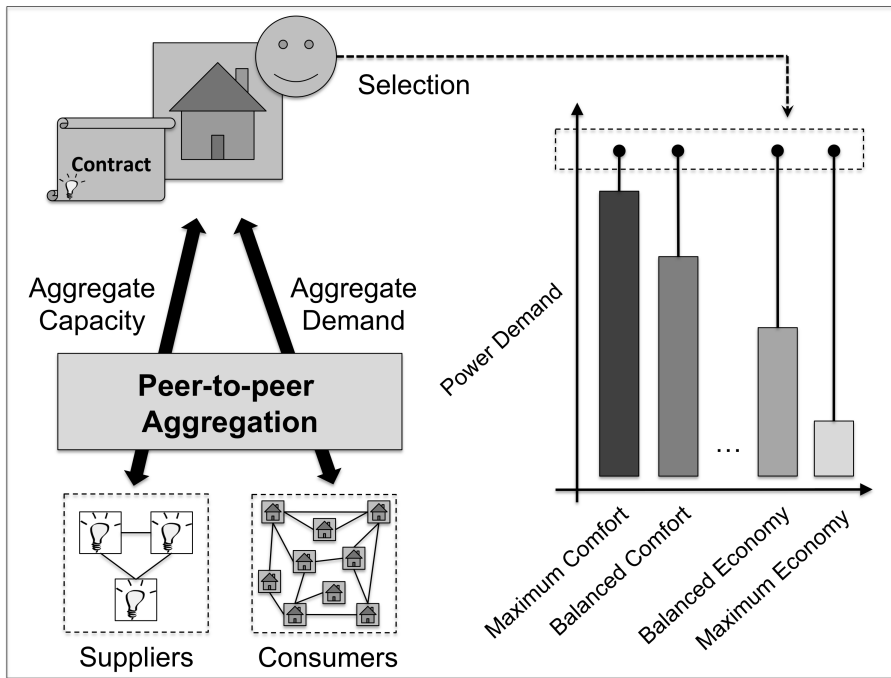 Selection
Contract
Aggregate
Capacity
Aggregate
Demand
Peer-to-peer
Aggregation
Suppliers
Consumers
Power Demand
...
Maximum Comfort
Balanced Comfort
Balanced Economy
Maximum Economy